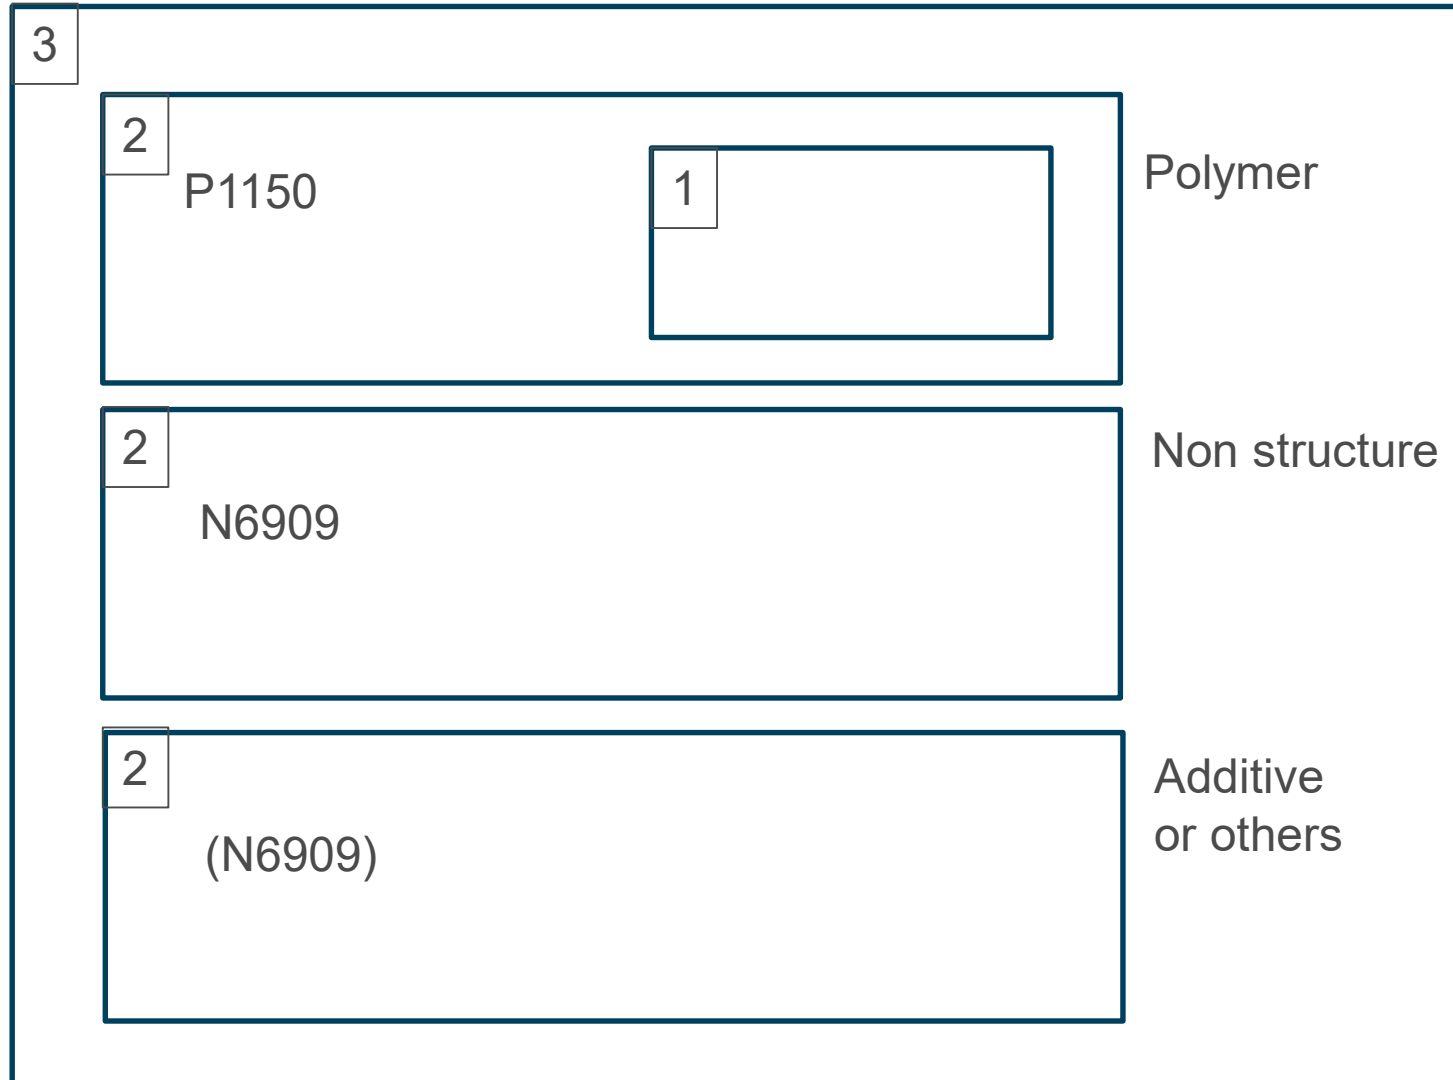 3
2
P1150
1
Polymer
2
N6909
Non structure
2
(N6909)
Additive
or others